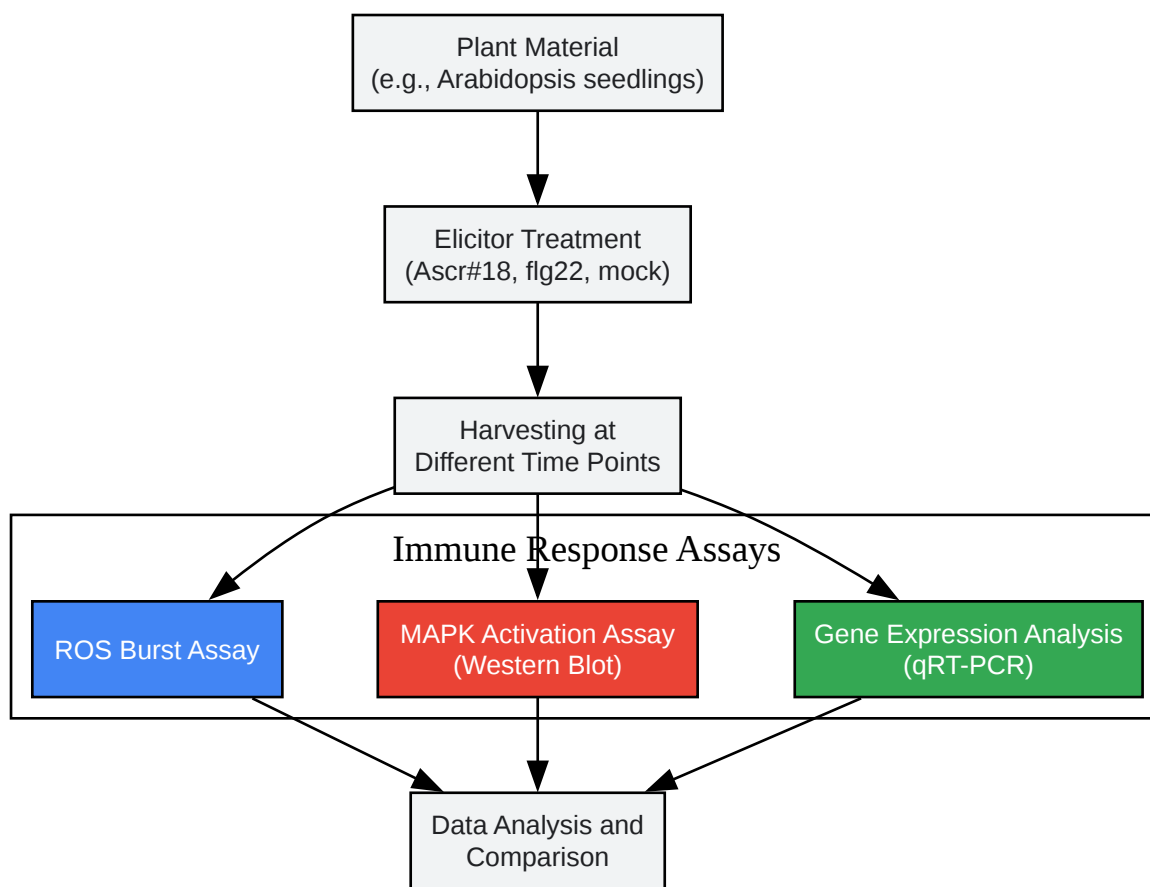 Plant Material
(e.g., Arabidopsis seedlings)
Elicitor Treatment
(Ascr#18, flg22, mock)
Harvesting at
Different Time Points
Immune Response Assays
ROS Burst Assay
MAPK Activation Assay
(Western Blot)
Gene Expression Analysis
(qRT-PCR)
Data Analysis and
Comparison